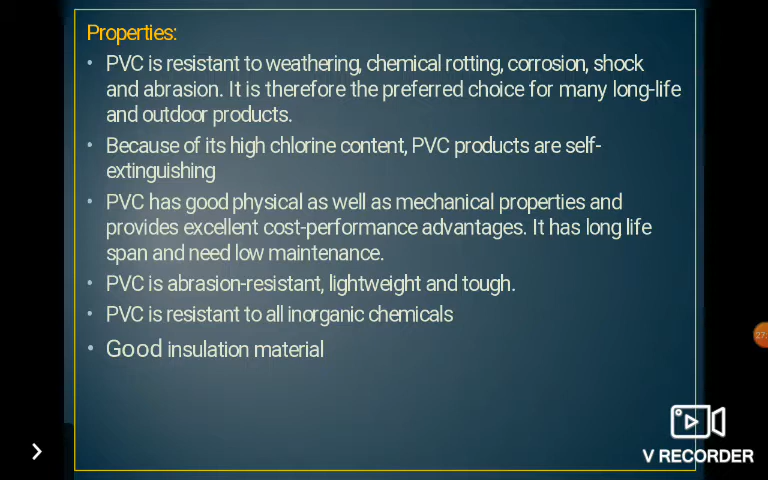 Properties:
• PVC is resistant to weathering, chemical rotting, corrosion, shock
and abrasion. It is therefore the preferred choice for many long-life
and outdoor products.
• Because of its high chlorine content, PVC products are self-
extinguishing
• PVC has good physical as well as mechanical properties and
provides excellent cost-performance advantages. It has long life
span and need low maintenance.
• PVC is abrasion-resistant, lightweight and tough.
• PVC is resistant to all inorganic chemicals
• Good insulation material
27:
V RECORDER